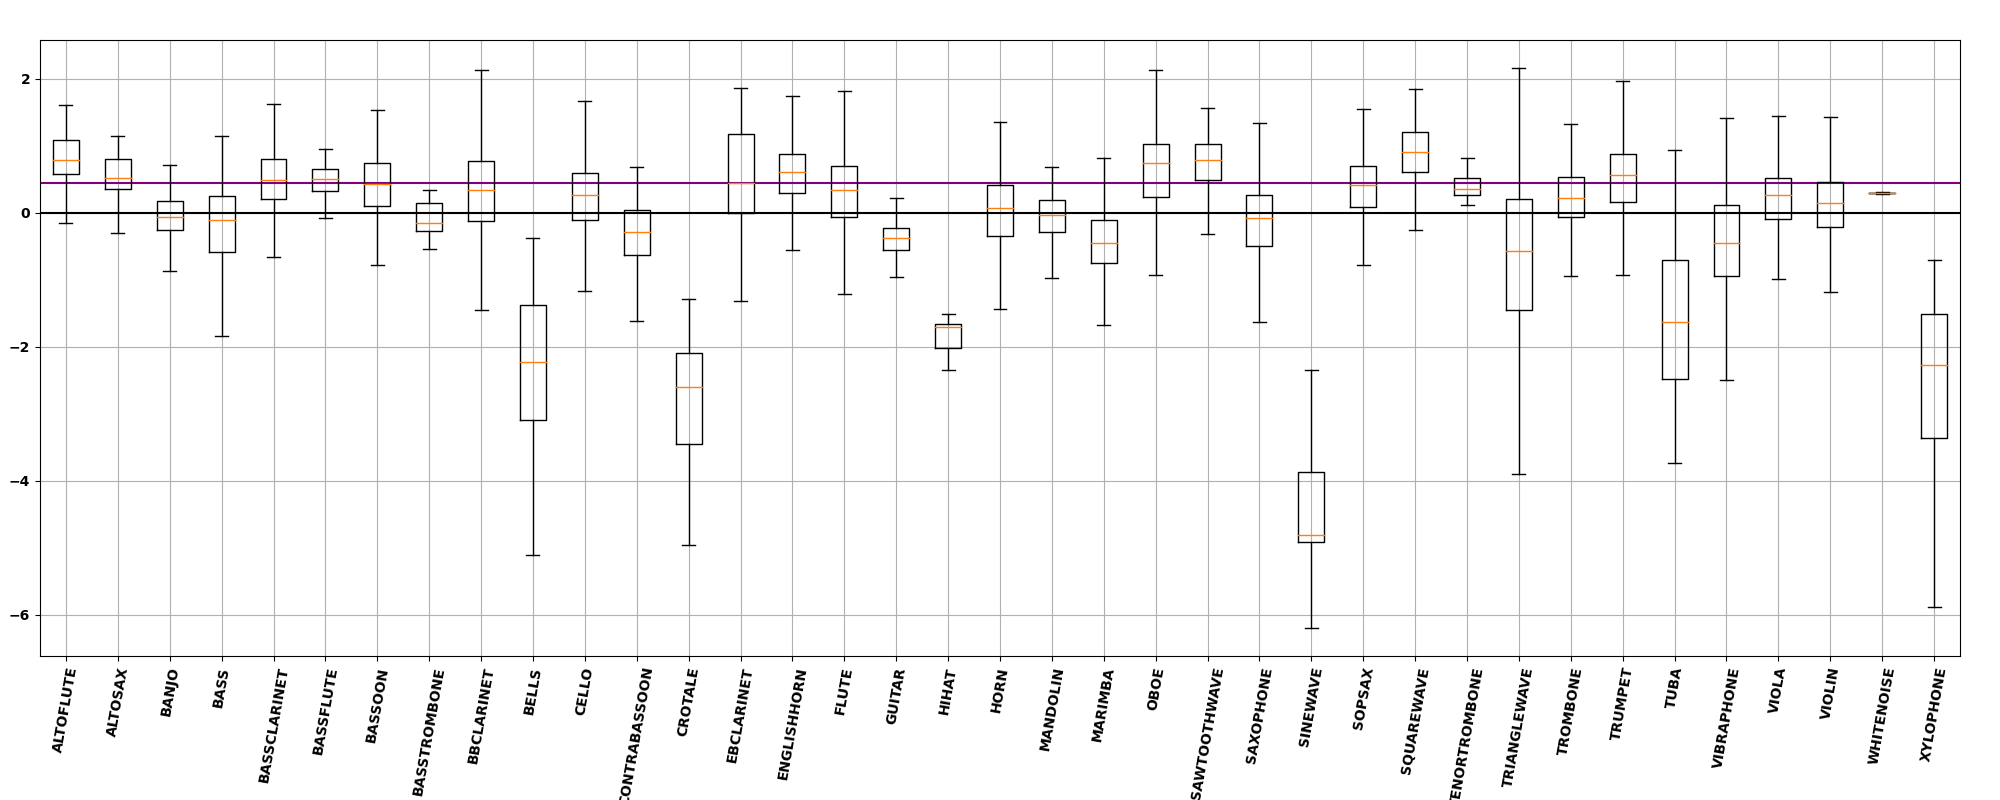 2
0
−2
−4
−6
ALTOFLUTE
ALTOSAX
BANJO
BASS
BASSCLARINET
BASSFLUTE
BASSOON
BASSTROMBONE
BBCLARINET
BELLS
CELLO
CONTRABASSOON
CROTALE
EBCLARINET
ENGLISHHORN
FLUTE
GUITAR
HIHAT
HORN
MANDOLIN
MARIMBA
OBOE
SAWTOOTHWAVE
SAXOPHONE
SINEWAVE
SOPSAX
SQUAREWAVE
TENORTROMBONE
TRIANGLEWAVE
TROMBONE
TRUMPET
TUBA
VIBRAPHONE
VIOLA
VIOLIN
WHITENOISE
XYLOPHONE